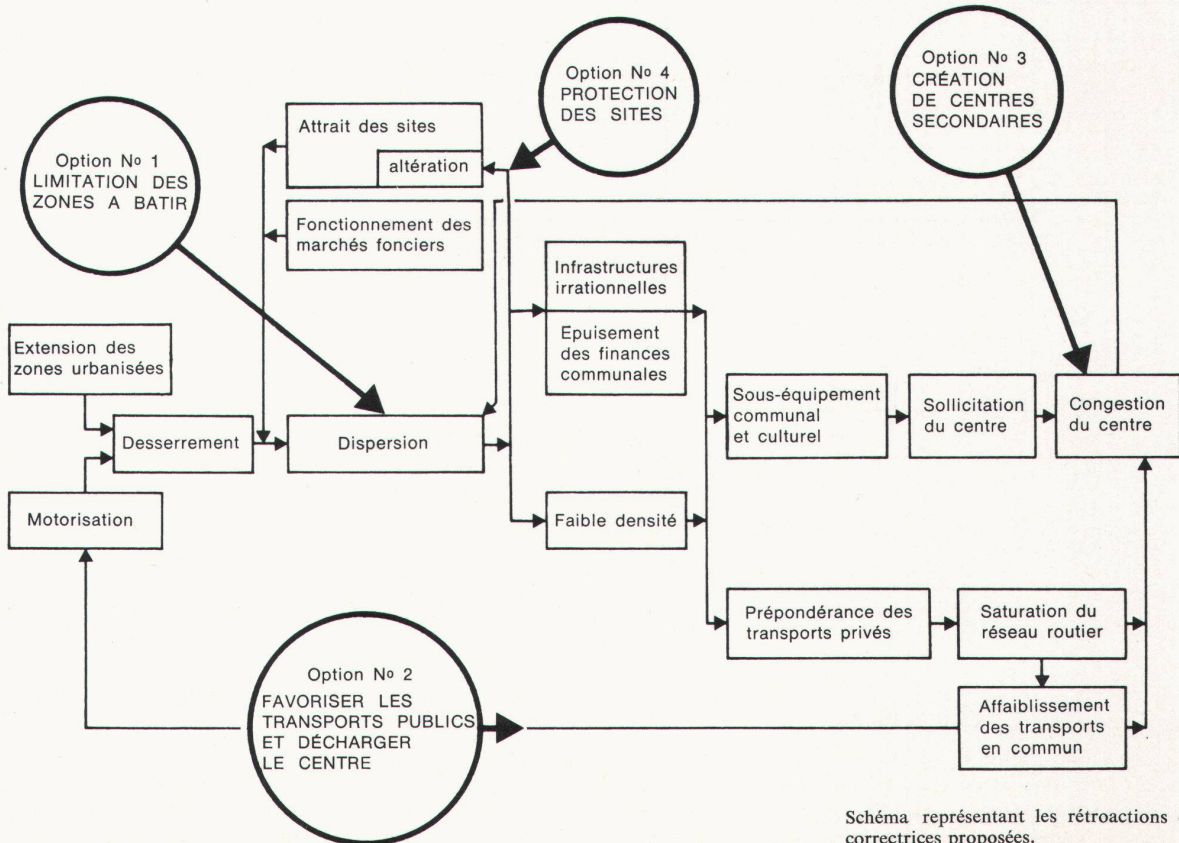 Option No 1
LIMITATION DES
ZONES A BATIR
Attrait des sites
altération
Fonctionnement des
marchés fonciers
Option No 4
PROTECTION
DES SITES
Option No 3
CRÉATION
DE CENTRES
SECONDAIRES
Extension des
zones urbanisées
Desserrement
Motorisation
Dispersion
Infrastructures
irrationnelles
Epuisement
des finances
communales
Faible densité
Sous-équipement
communal
et culturel
Sollicitation
du centre
Congestion
du centre
Prépondérance des
transports privés
Saturation du
réseau routier
Affaiblissement
des transports
en commun
Option No 2
FAVORISER LES
TRANSPORTS PUBLICS
ET DÉCHARGER
LE CENTRE
Schéma représentant les rétroactions
correctrices proposées.